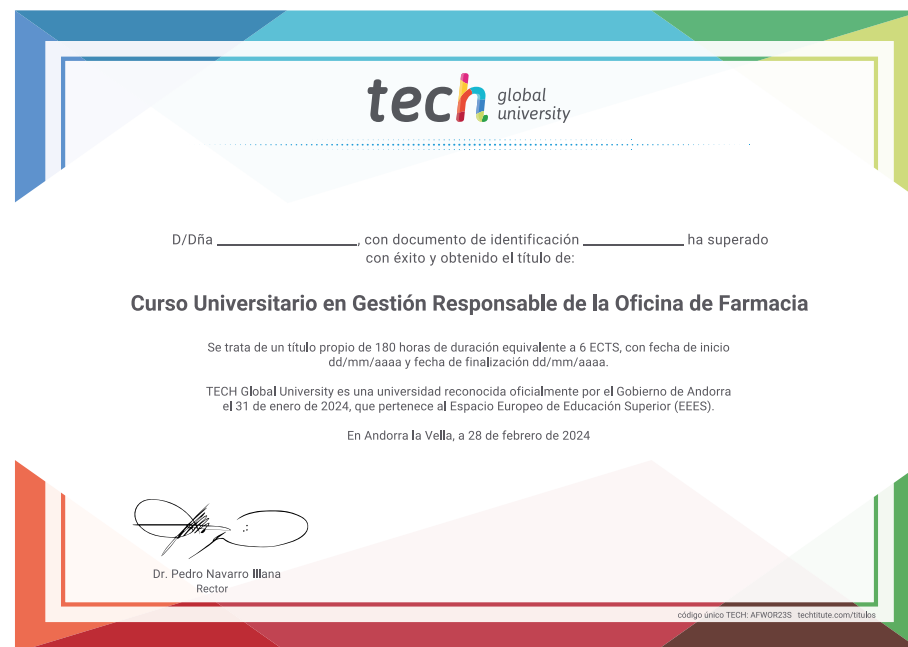 tech global
university
D/Dña ____________________, con documento de identificación ______________ ha superado
con éxito y obtenido el título de:
Curso Universitario en Gestión Responsable de la Oficina de Farmacia
Se trata de un título propio de 180 horas de duración equivalente a 6 ECTS, con fecha de inicio
dd/mm/aaaa y fecha de finalización dd/mm/aaaa.
TECH Global University es una universidad reconocida oficialmente por el Gobierno de Andorra
el 31 de enero de 2024, que pertenece al Espacio Europeo de Educación Superior (EEES).
En Andorra la Vella, a 28 de febrero de 2024
Dr. Pedro Navarro Illana
Rector
código único TECH: AFWOR23S techtitute.com/titulos